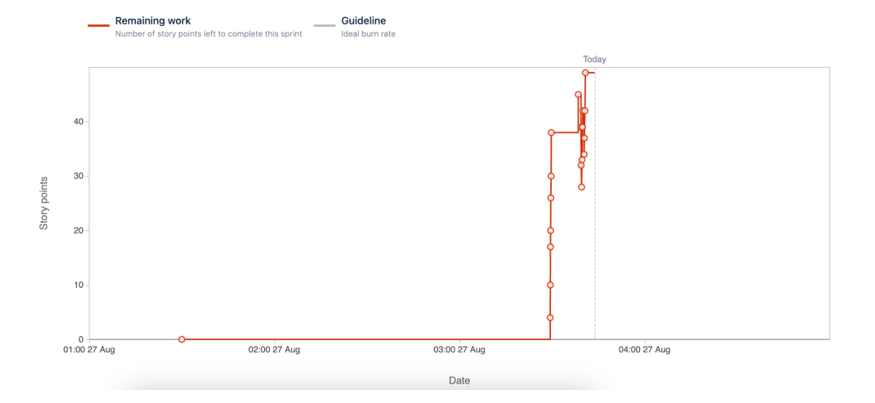 Remaining work
Number of story points left to complete this sprint
Guideline
Ideal burn rate
Today
Story points
40
30
20
10
0
01:00 27 Aug
02:00 27 Aug
03:00 27 Aug
04:00 27 Aug
Date